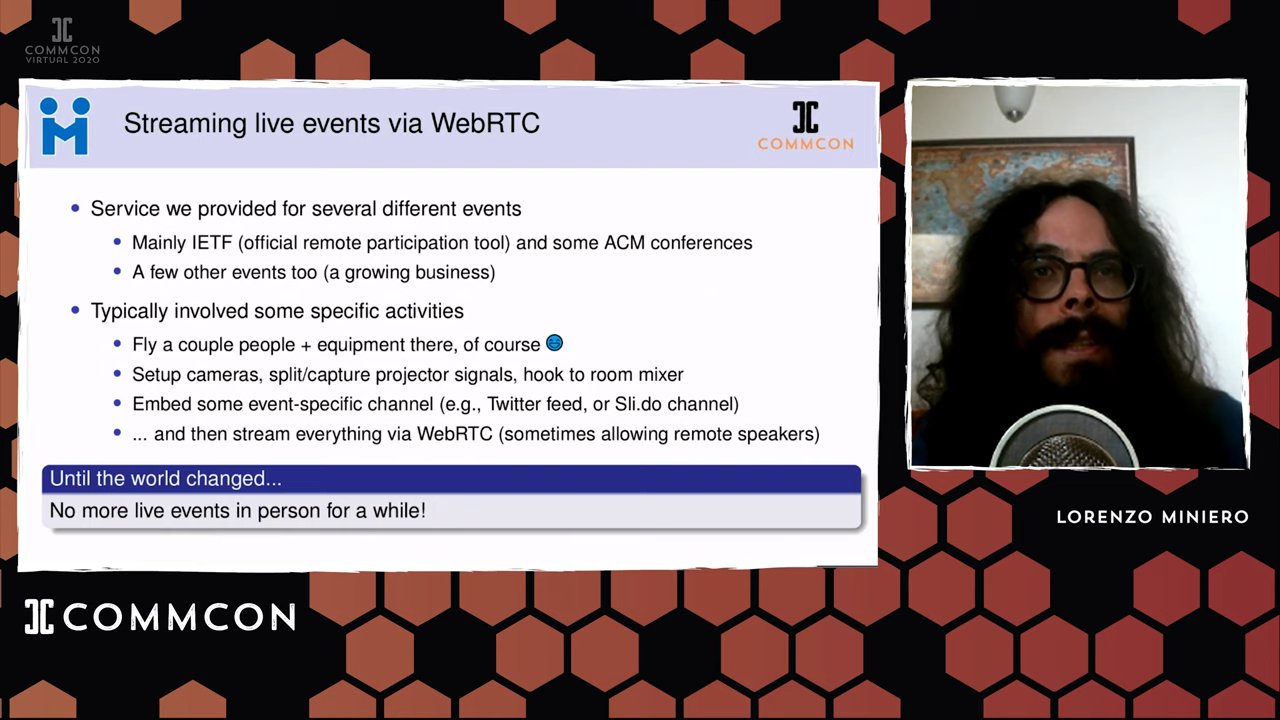 COMMCON
VIRTUAL 2020
Streaming live events via WebRTC
COMMCON
• Service we provided for several different events
• Mainly IETF (official remote participation tool) and some ACM conferences
• A few other events too (a growing business)
• Typically involved some specific activities
• Fly a couple people + equipment there, of course
• Setup cameras, split/capture projector signals, hook to room mixer
• Embed some event-specific channel (e.g., Twitter feed, or Sli.do channel)
• ... and then stream everything via WebRTC (sometimes allowing remote speakers)
Until the world changed...
No more live events in person for a while!
LORENZO MINIERO
COMMCON